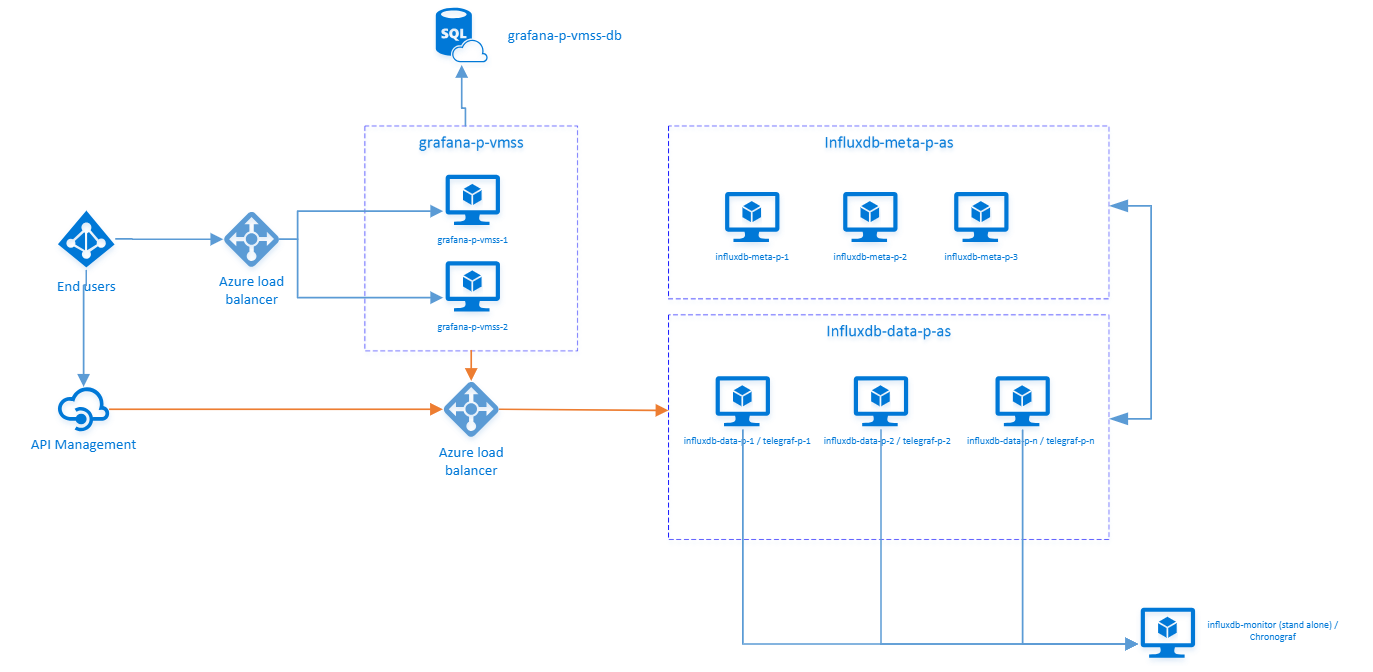 SQL
grafana-p-vmss-db
grafana-p-vmss
grafana-p-vmss-1
grafana-p-vmss-2
Influxdb-meta-p-as
influxdb-meta-p-1
influxdb-meta-p-2
influxdb-meta-p-3
End users
Azure load
balancer
Influxdb-data-p-as
influxdb-data-p-1 / telegraf-p-1
influxdb-data-p-2 / telegraf-p-2
influxdb-data-p-n / telegraf-p-n
API Management
Azure load
balancer
influxdb-monitor (stand alone) /
Chronograf